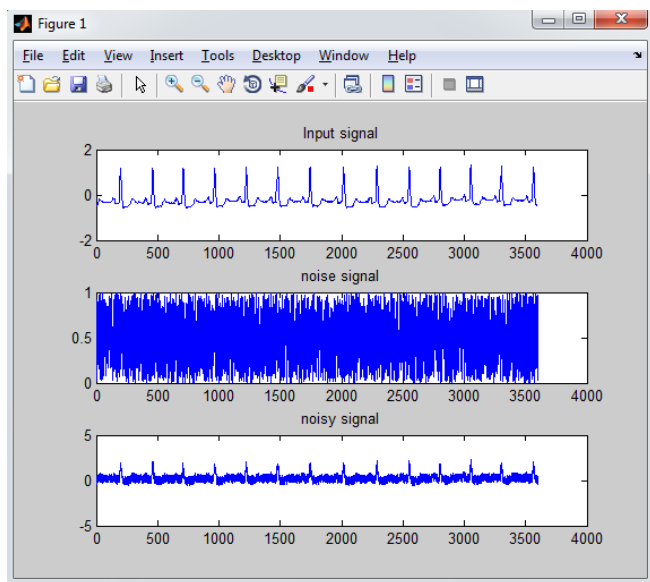 Figure 1
File Edit View Insert Tools Desktop Window Help
Input signal
2
0
-2
0 500 1000 1500 2000 2500 3000 3500 4000
noise signal
1
0.5
0
0 500 1000 1500 2000 2500 3000 3500 4000
noisy signal
5
0
-5
0 500 1000 1500 2000 2500 3000 3500 4000